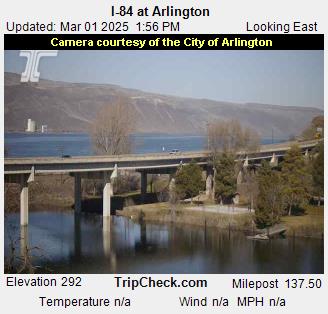 I-84 at Arlington
Updated: Mar 01 2025 1:56 PM Looking East
Camera courtesy of the City of Arlington
Elevation 292 TripCheck.com Milepost 137.50
Temperature n/a Wind n/a MPH n/a